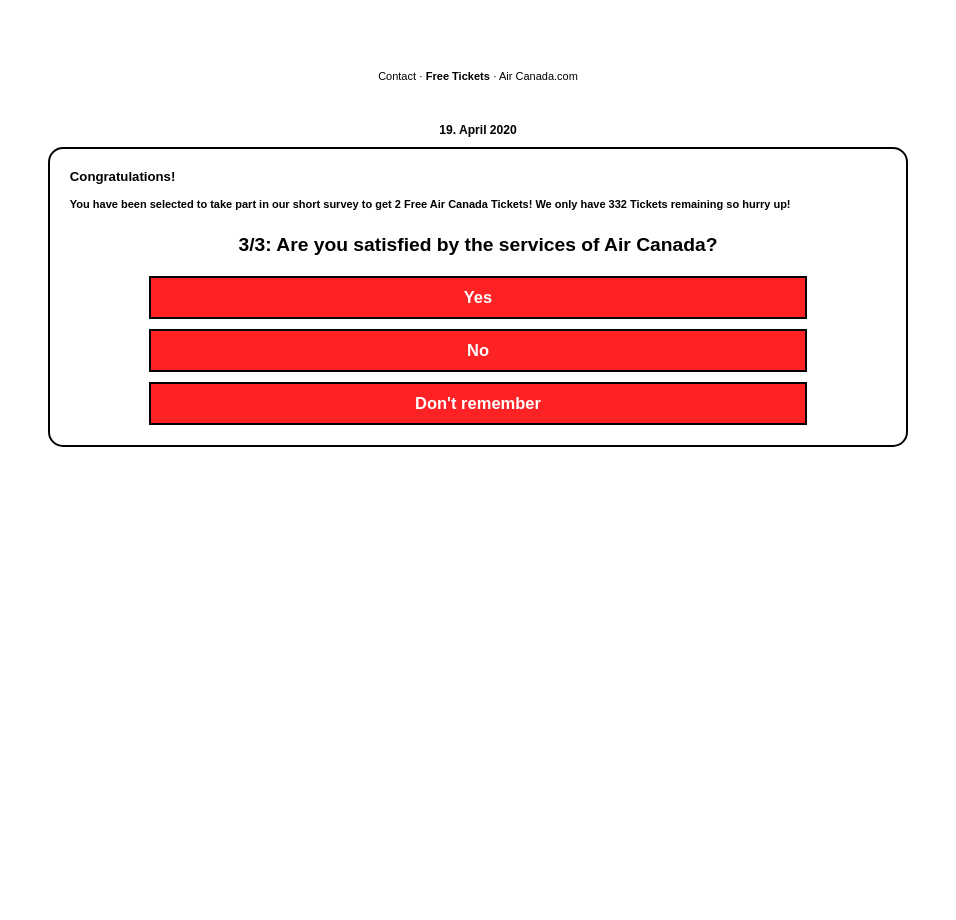 Contact · Free Tickets · Air Canada.com
19. April 2020
Congratulations!
You have been selected to take part in our short survey to get 2 Free Air Canada Tickets! We only have 332 Tickets remaining so hurry up!
3/3: Are you satisfied by the services of Air Canada?
Yes
No
Don't remember